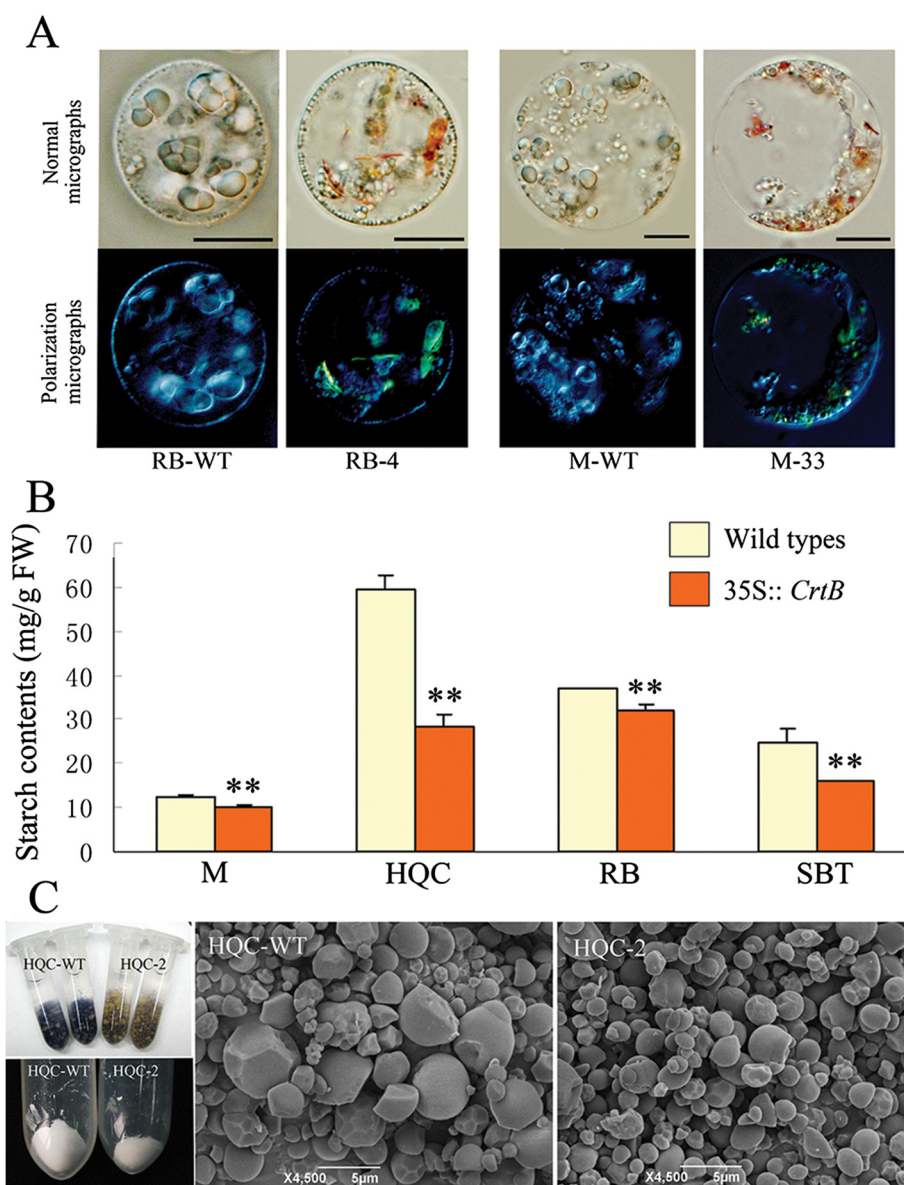 A
Normal
micrographs
Polarization
micrographs
RB-WT
RB-4
M-WT
M-33
B
Starch contents (mg/g FW)
70
60
50
40
30
20
10
0
Wild types
35S:: CrtB
**
**
**
**
M
HQC
RB
SBT
C
HQC-WT
HQC-2
HQC-WT
HQC-2
HQC-WT
X4,500
5μm
HQC-2
X4,500
5μm